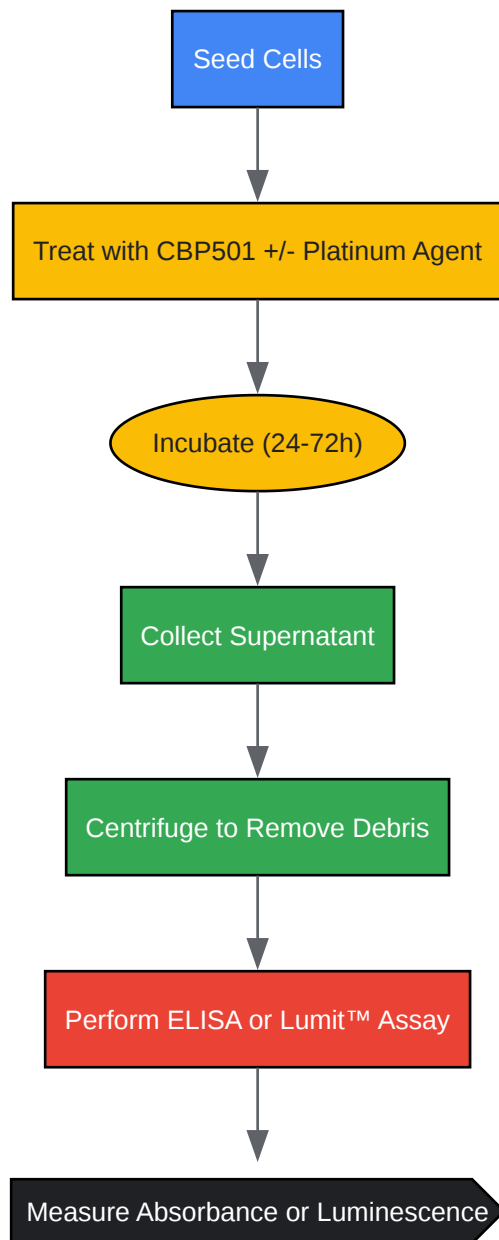 Seed Cells
Treat with CBP501 +/- Platinum Agent
Incubate (24-72h)
Collect Supernatant
Centrifuge to Remove Debris
Perform ELISA or Lumit™ Assay
Measure Absorbance or Luminescence